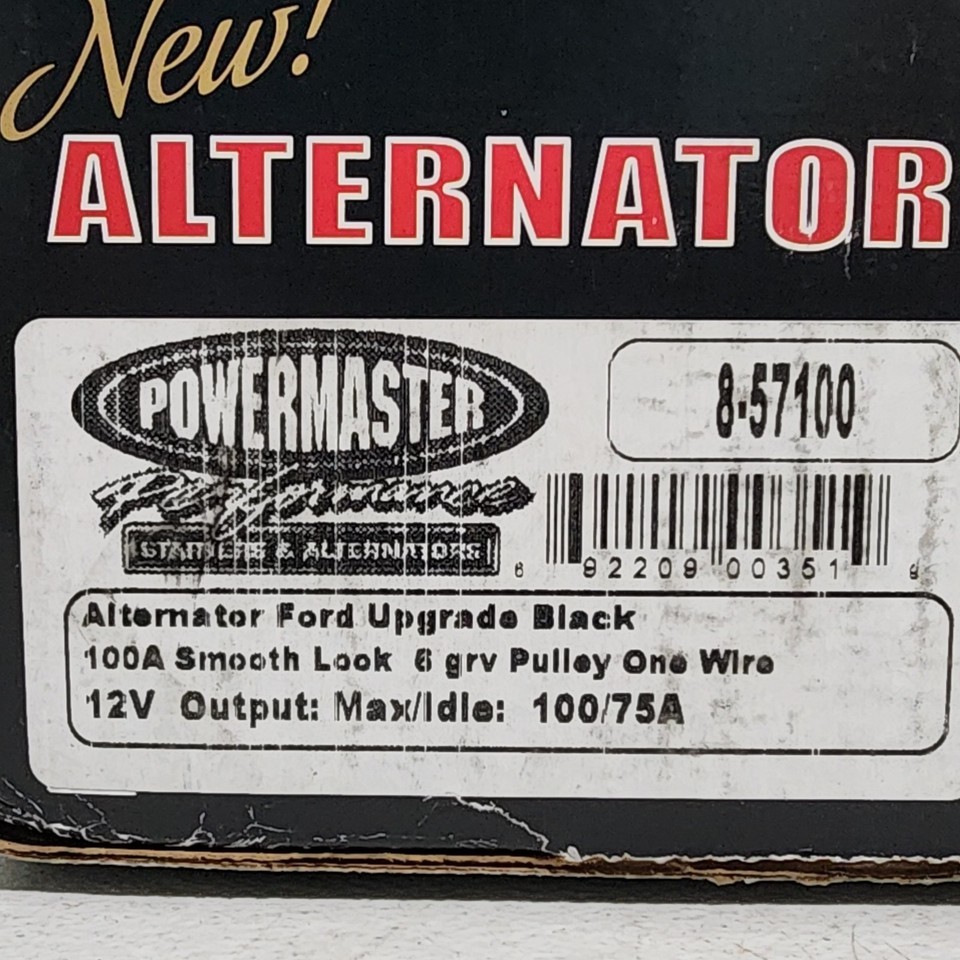 New!
ALTERNATOR
POWERMASTER
Performance
STARTERS & ALTERNATORS
8-57100
6 92209 00351 9
Alternator Ford Upgrade Black
100A Smooth Look 6 grv Pulley One Wire
12V Output: Max/Idle: 100/75A